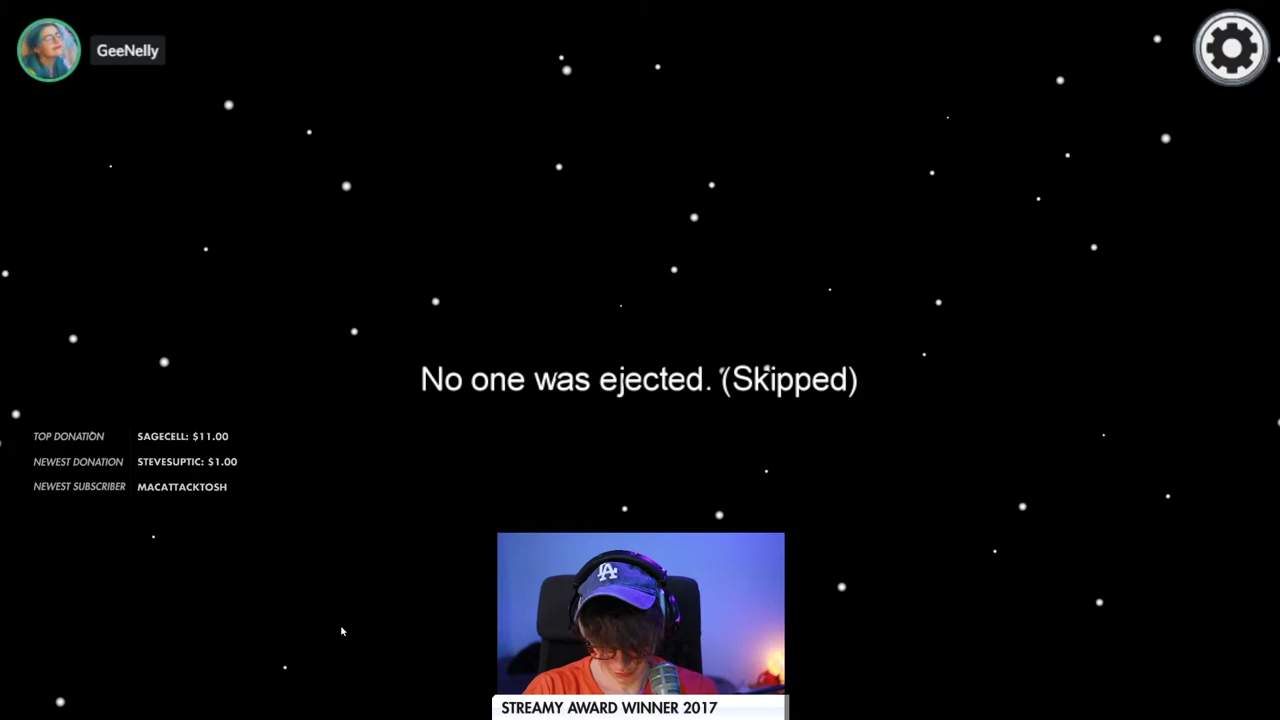 GeeNelly
No one was ejected. (Skipped)
TOP DONATION SAGECELL: $11.00
NEWEST DONATION STEVESUPTIC: $1.00
NEWEST SUBSCRIBER MACATTACKTOSH
LA
STREAMY AWARD WINNER 2017